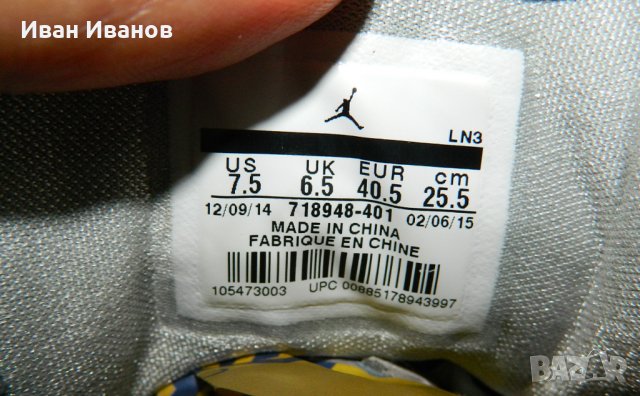 Иван Иванов
LN3
US UK EUR cm
7.5 6.5 40.5 25.5
12/09/14 718948-401 02/06/15
MADE IN CHINA
FABRIQUE EN CHINE
105473003 UPC 00885178943997
BAZAR